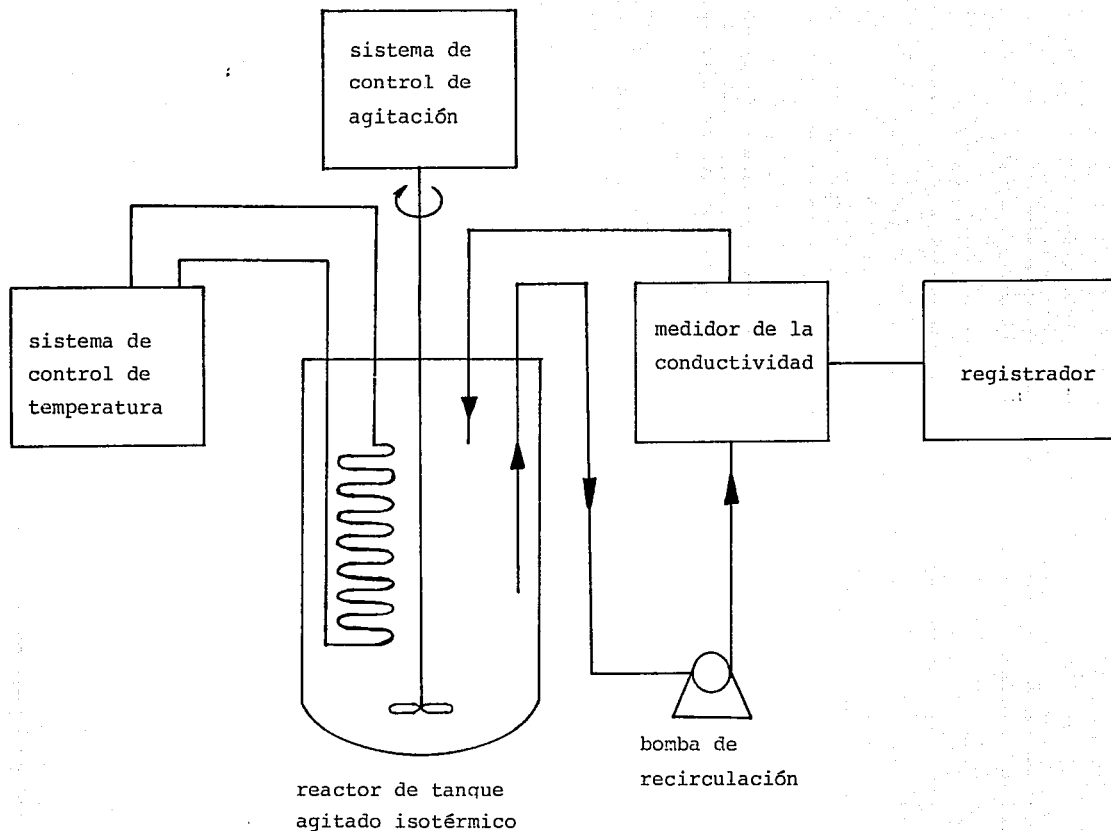 sistema de
control de
agitación
sistema de
control de
temperatura
medidor de la
conductividad
registrador
bomba de
recirculación
reactor de tanque
agitado isotérmico